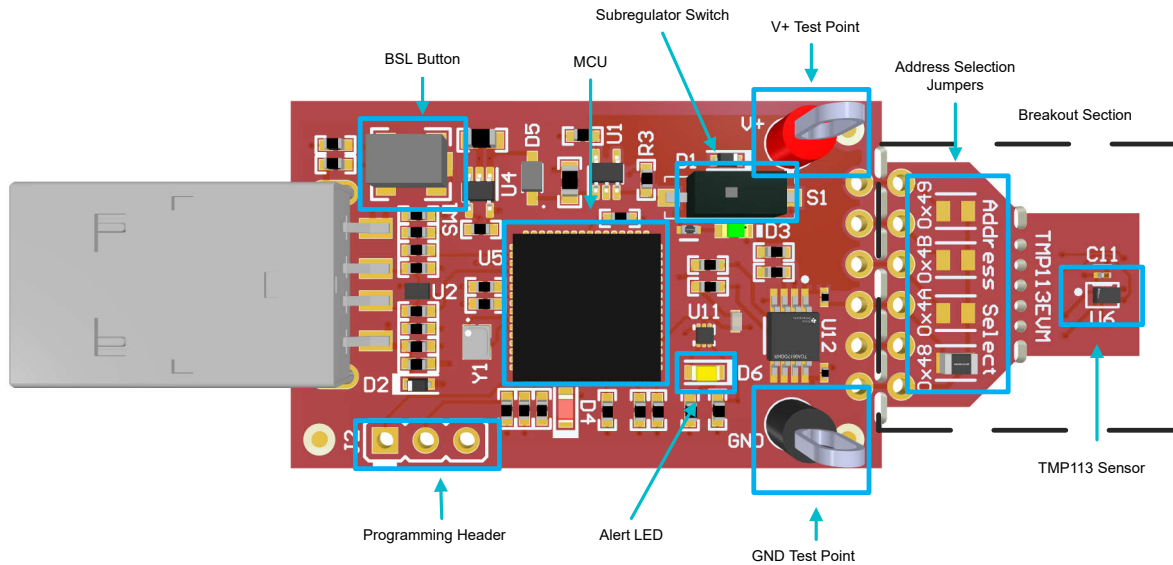 Subregulator Switch
V+ Test Point
BSL Button
MCU
Address Selection
Jumpers
Breakout Section
V+
D5
U1
R3
D1
U4
S1
SW1
D3
U5
U2
U11
U12
Y1
D2
D6
D4
J2
GND
0x49
0x4B
0x4A
0x48
Address Select
TMP113EVM
C11
U6
Programming Header
Alert LED
GND Test Point
TMP113 Sensor